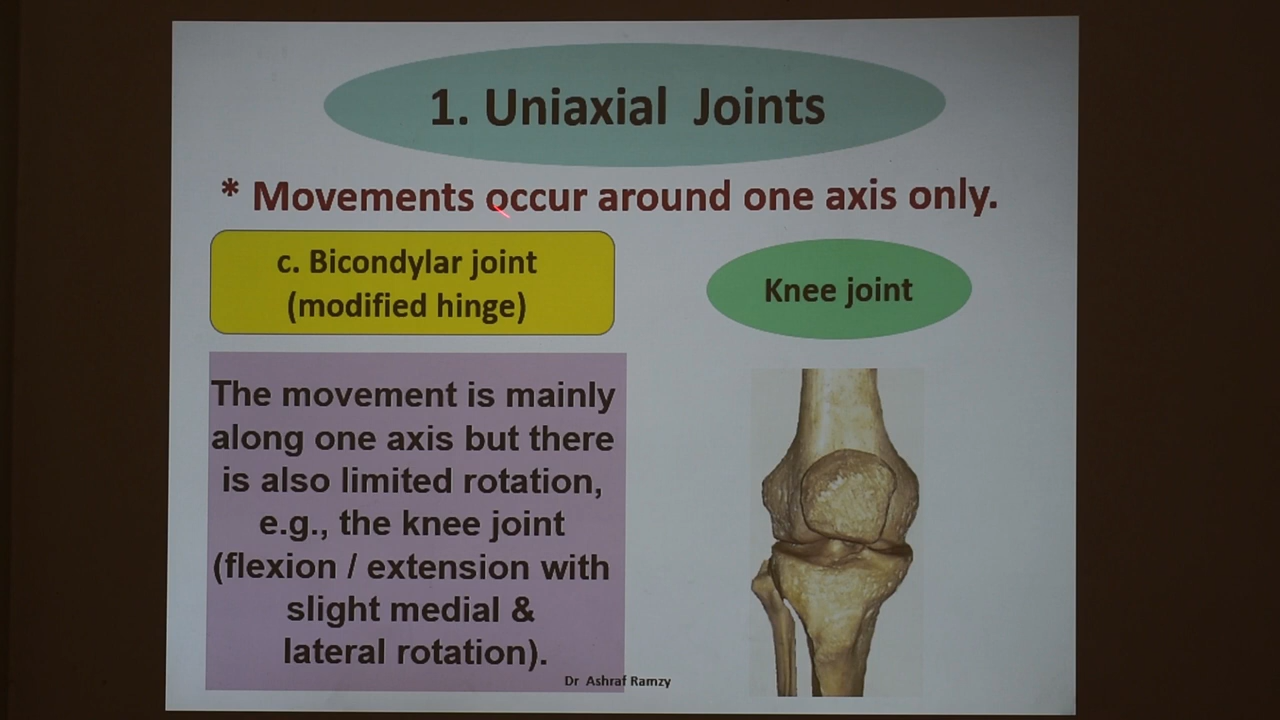 1. Uniaxial Joints
* Movements occur around one axis only.
c. Bicondylar joint
(modified hinge)
Knee joint
The movement is mainly
along one axis but there
is also limited rotation,
e.g., the knee joint
(flexion / extension with
slight medial &
lateral rotation).
Dr Ashraf Ramzy